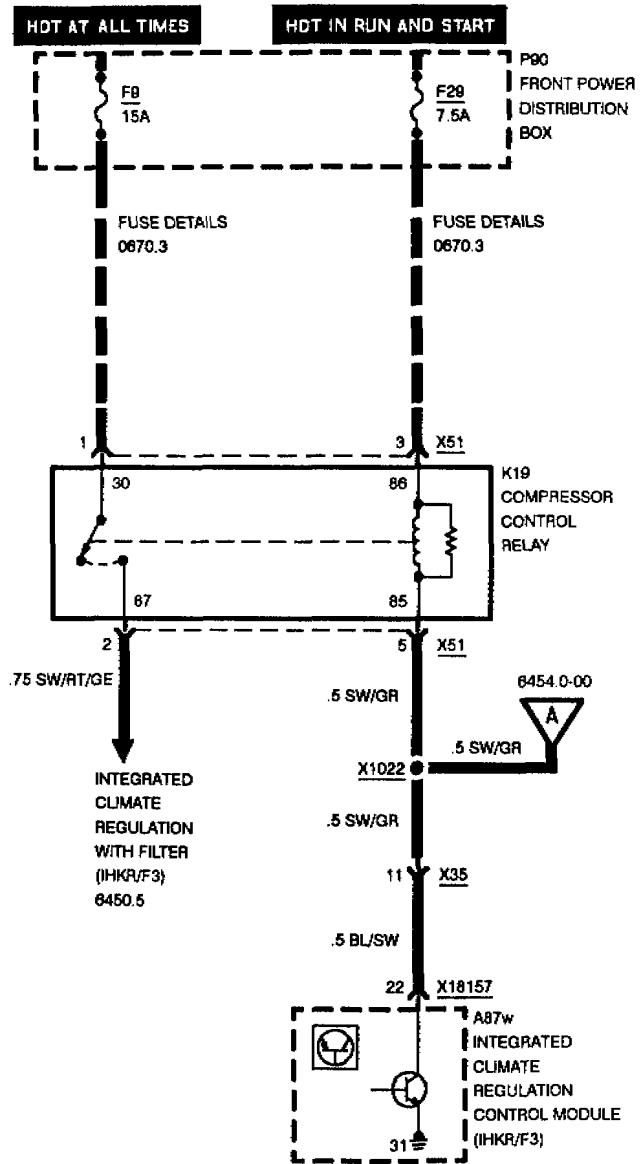 HOT AT ALL TIMES
HOT IN RUN AND START
P90
FRONT POWER
DISTRIBUTION
BOX
F9
15A
F29
7.5A
FUSE DETAILS
0670.3
FUSE DETAILS
0670.3
1
3
X51
30
86
K19
COMPRESSOR
CONTROL
RELAY
87
85
2
5
X51
.75 SW/RT/GE
.5 SW/GR
6454.0-00
A
.5 SW/GR
X1022
INTEGRATED
CLIMATE
REGULATION
WITH FILTER
(IHKR/F3)
6450.5
.5 SW/GR
11
X35
.5 BL/SW
22
X18157
A87w
INTEGRATED
CLIMATE
REGULATION
CONTROL MODULE
(IHKR/F3)
31